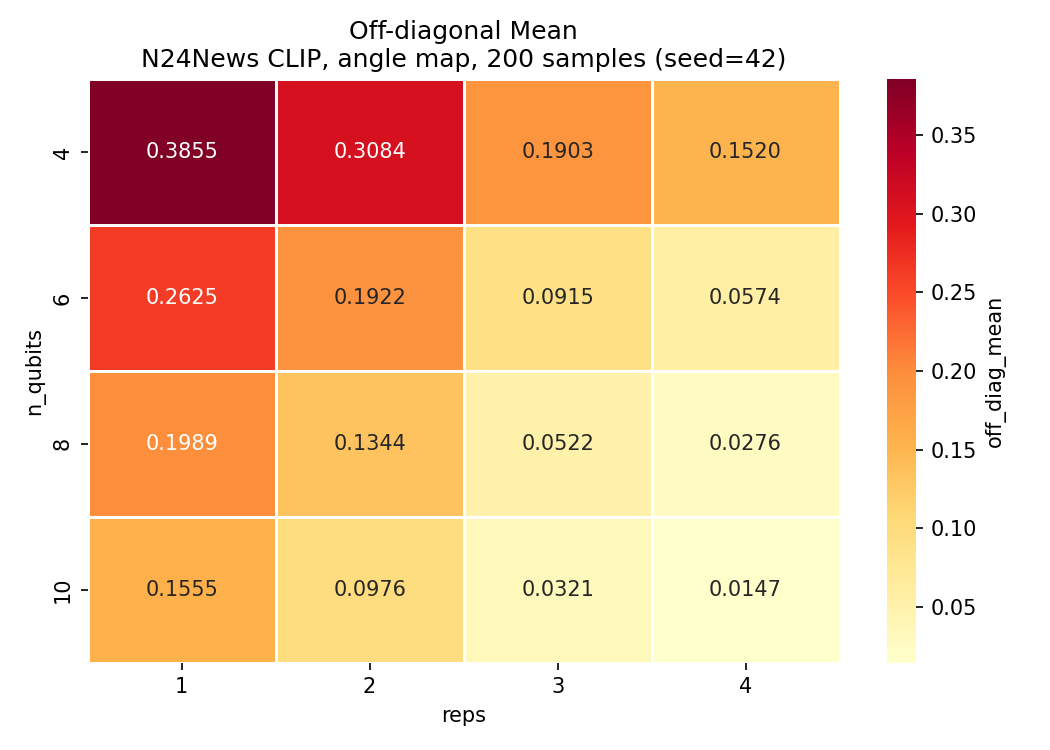 Off-diagonal Mean
N24News CLIP, angle map, 200 samples (seed=42)
n_qubits
4
0.3855 0.3084 0.1903 0.1520
6
0.2625 0.1922 0.0915 0.0574
8
0.1989 0.1344 0.0522 0.0276
10
0.1555 0.0976 0.0321 0.0147
1 2 3 4
reps
0.35
0.30
0.25
0.20
0.15
0.10
0.05
off_diag_mean